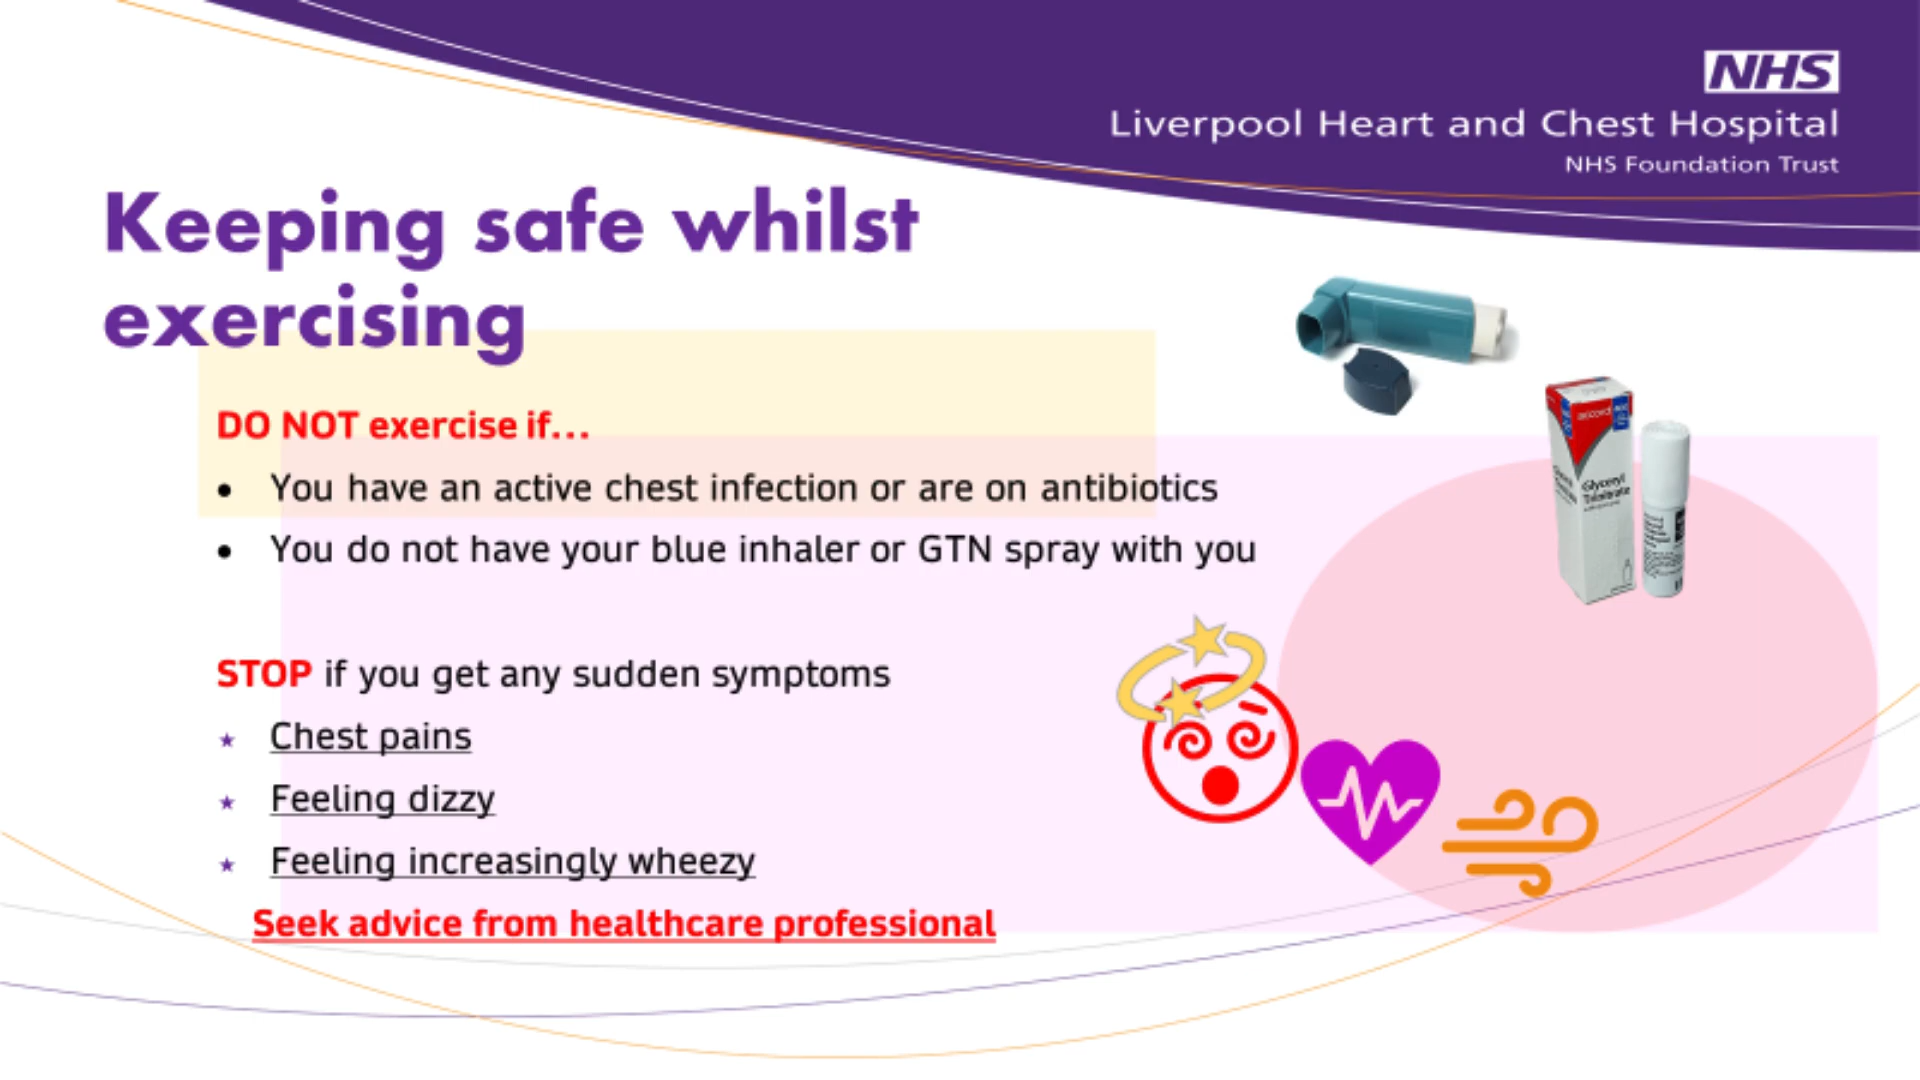 NHS
Liverpool Heart and Chest Hospital
NHS Foundation Trust
Keeping safe whilst
exercising
DO NOT exercise if...
• You have an active chest infection or are on antibiotics
• You do not have your blue inhaler or GTN spray with you
accord
Glyceryl
Trinitrate
STOP if you get any sudden symptoms
★ Chest pains
★ Feeling dizzy
★ Feeling increasingly wheezy
Seek advice from healthcare professional